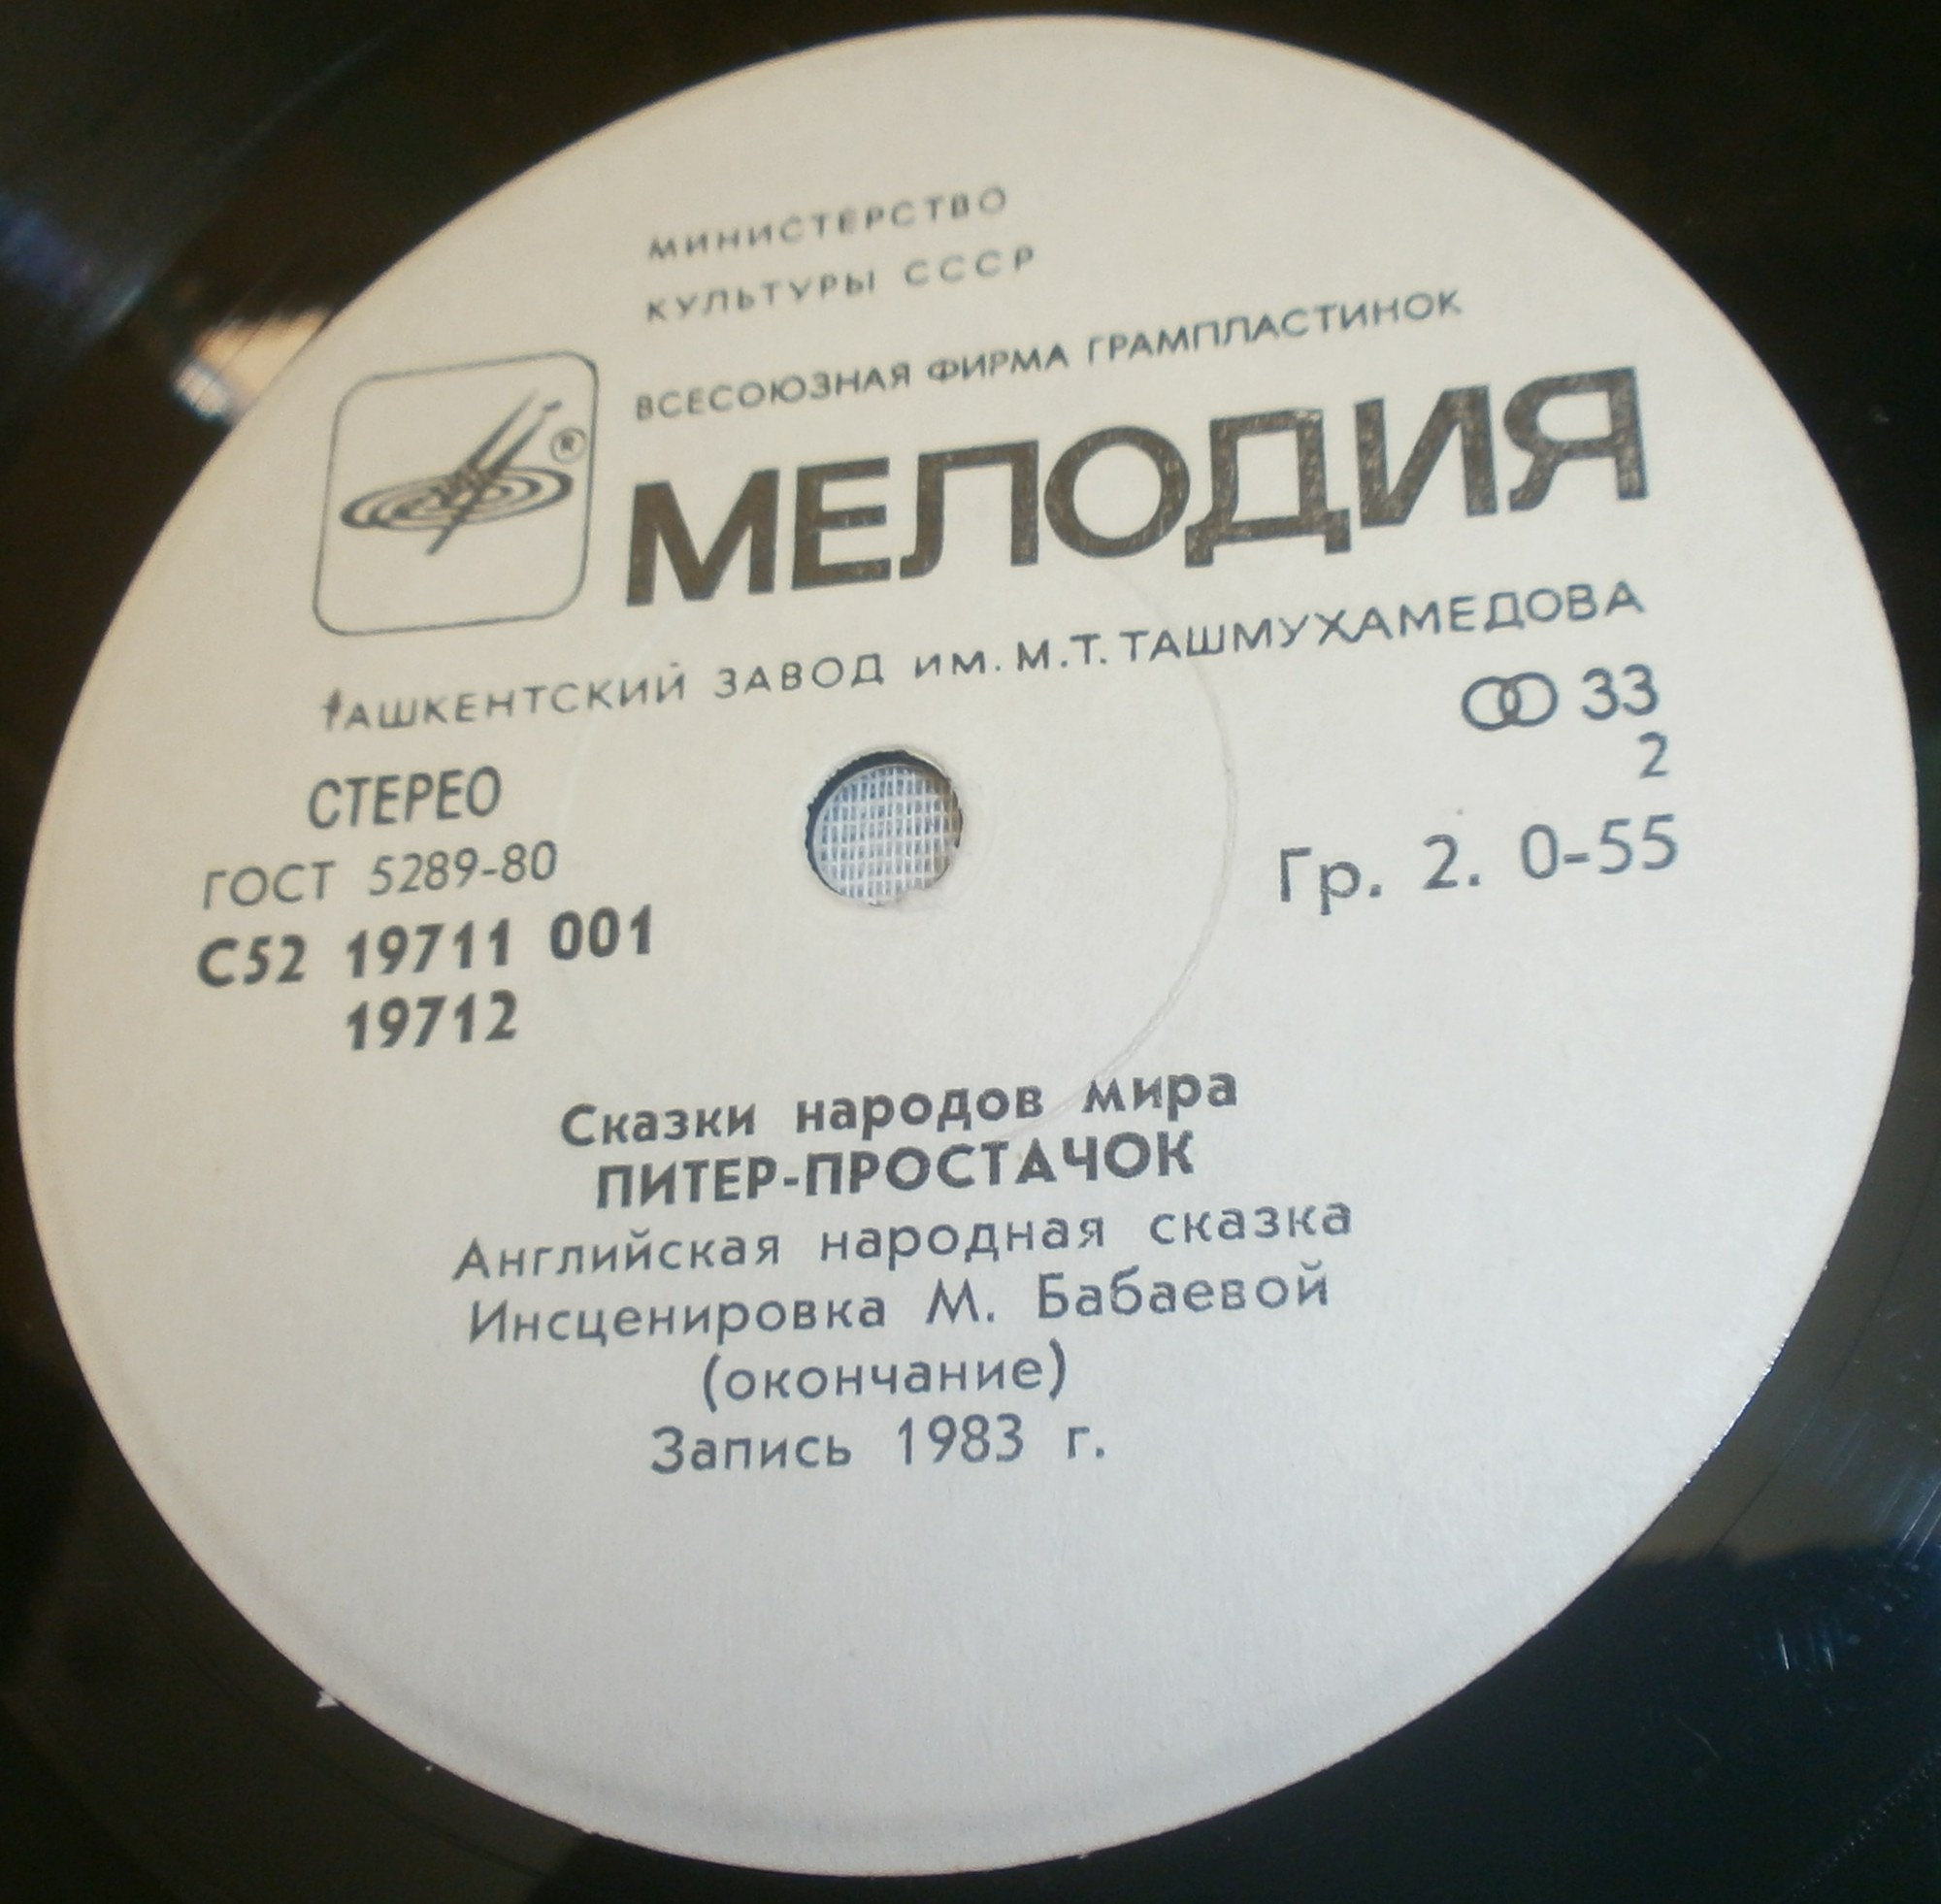 МИНИСТЕРСТВО
КУЛЬТУРЫ СССР
ВСЕСОЮЗНАЯ ФИРМА ГРАМПЛАСТИНОК
®
МЕЛОДИЯ
ТАШКЕНТСКИЙ ЗАВОД ИМ. М.Т. ТАШМУХАМЕДОВА
33
СТЕРЕО
2
ГОСТ 5289-80
Гр. 2. 0-55
С52 19711 001
19712
Сказки народов мира
ПИТЕР-ПРОСТАЧОК
Английская народная сказка
Инсценировка М. Бабаевой
(окончание)
Запись 1983 г.